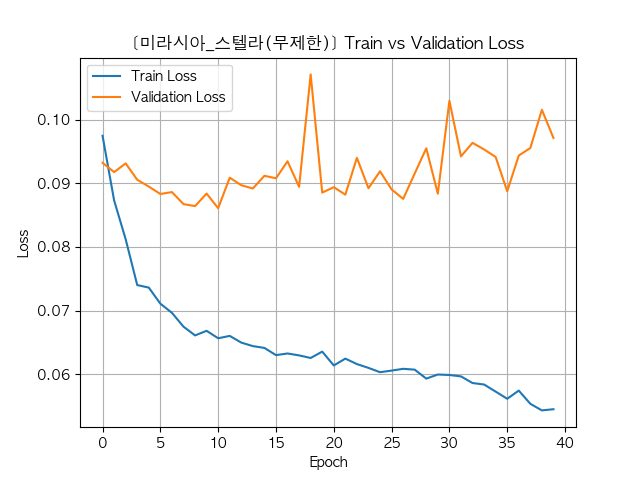 [미라시아_스텔라(무제한)] Train vs Validation Loss
Train Loss
Validation Loss
0.10
0.09
0.08
0.07
0.06
Loss
0 5 10 15 20 25 30 35 40
Epoch